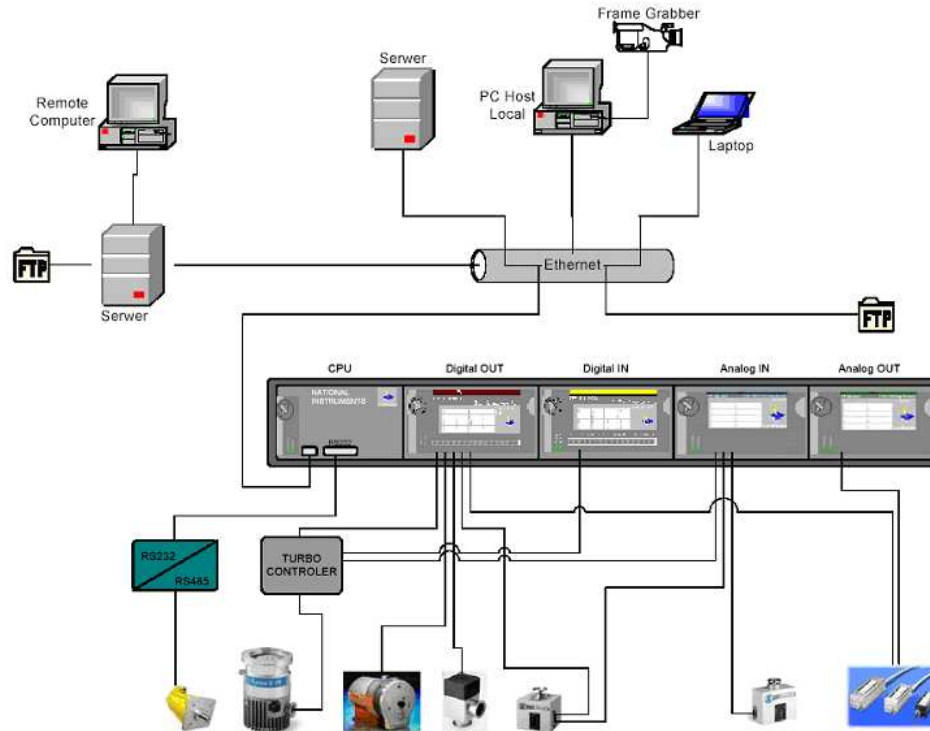 Frame Grabber
Serwer
Remote
Computer
PC Host
Local
Laptop
FTP
Ethernet
Serwer
FTP
CPU
Digital OUT
Digital IN
Analog IN
Analog OUT
NATIONAL
INSTRUMENTS
RS232
RS232
RS485
TURBO
CONTROLER